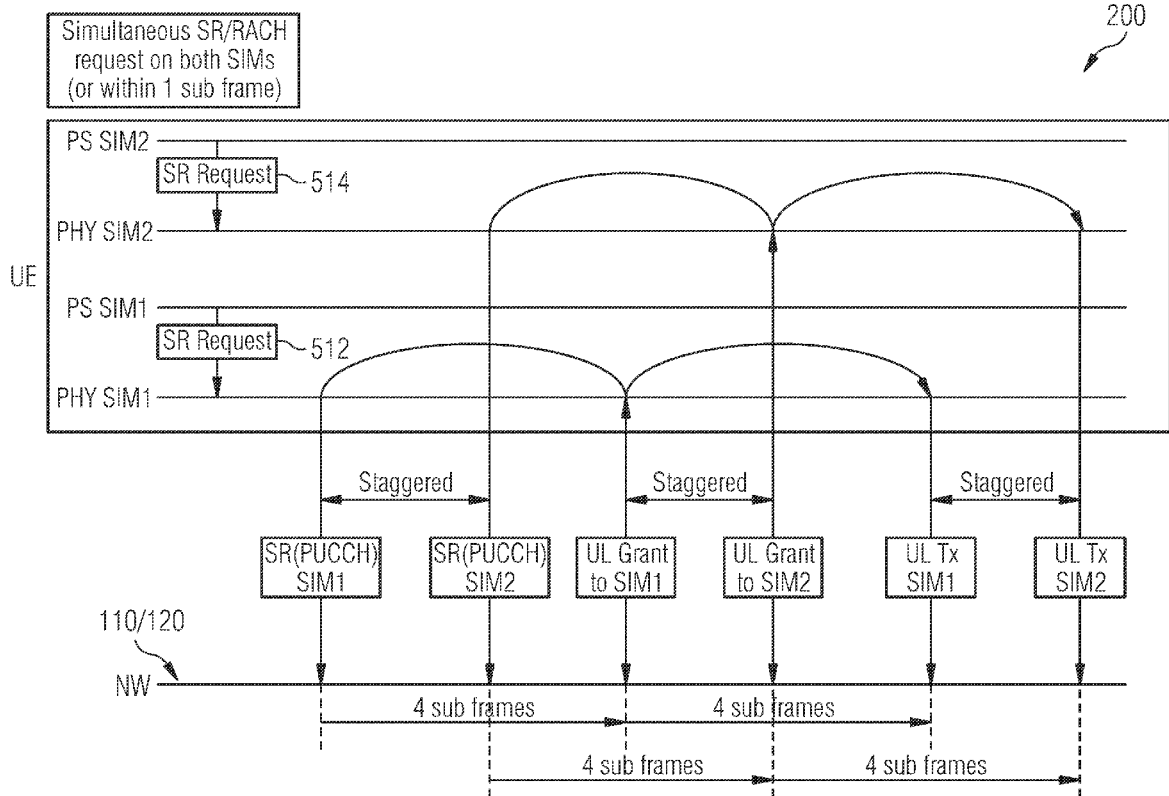 Simultaneous SR/RACH
request on both SIMs
(or within 1 sub frame)
200
PS SIM2
SR Request
514
PHY SIM2
UE
PS SIM1
SR Request
512
PHY SIM1
Staggered
Staggered
Staggered
SR(PUCCH)
SIM1
SR(PUCCH)
SIM2
UL Grant
to SIM1
UL Grant
to SIM2
UL Tx
SIM1
UL Tx
SIM2
110/120
NW
4 sub frames
4 sub frames
4 sub frames
4 sub frames